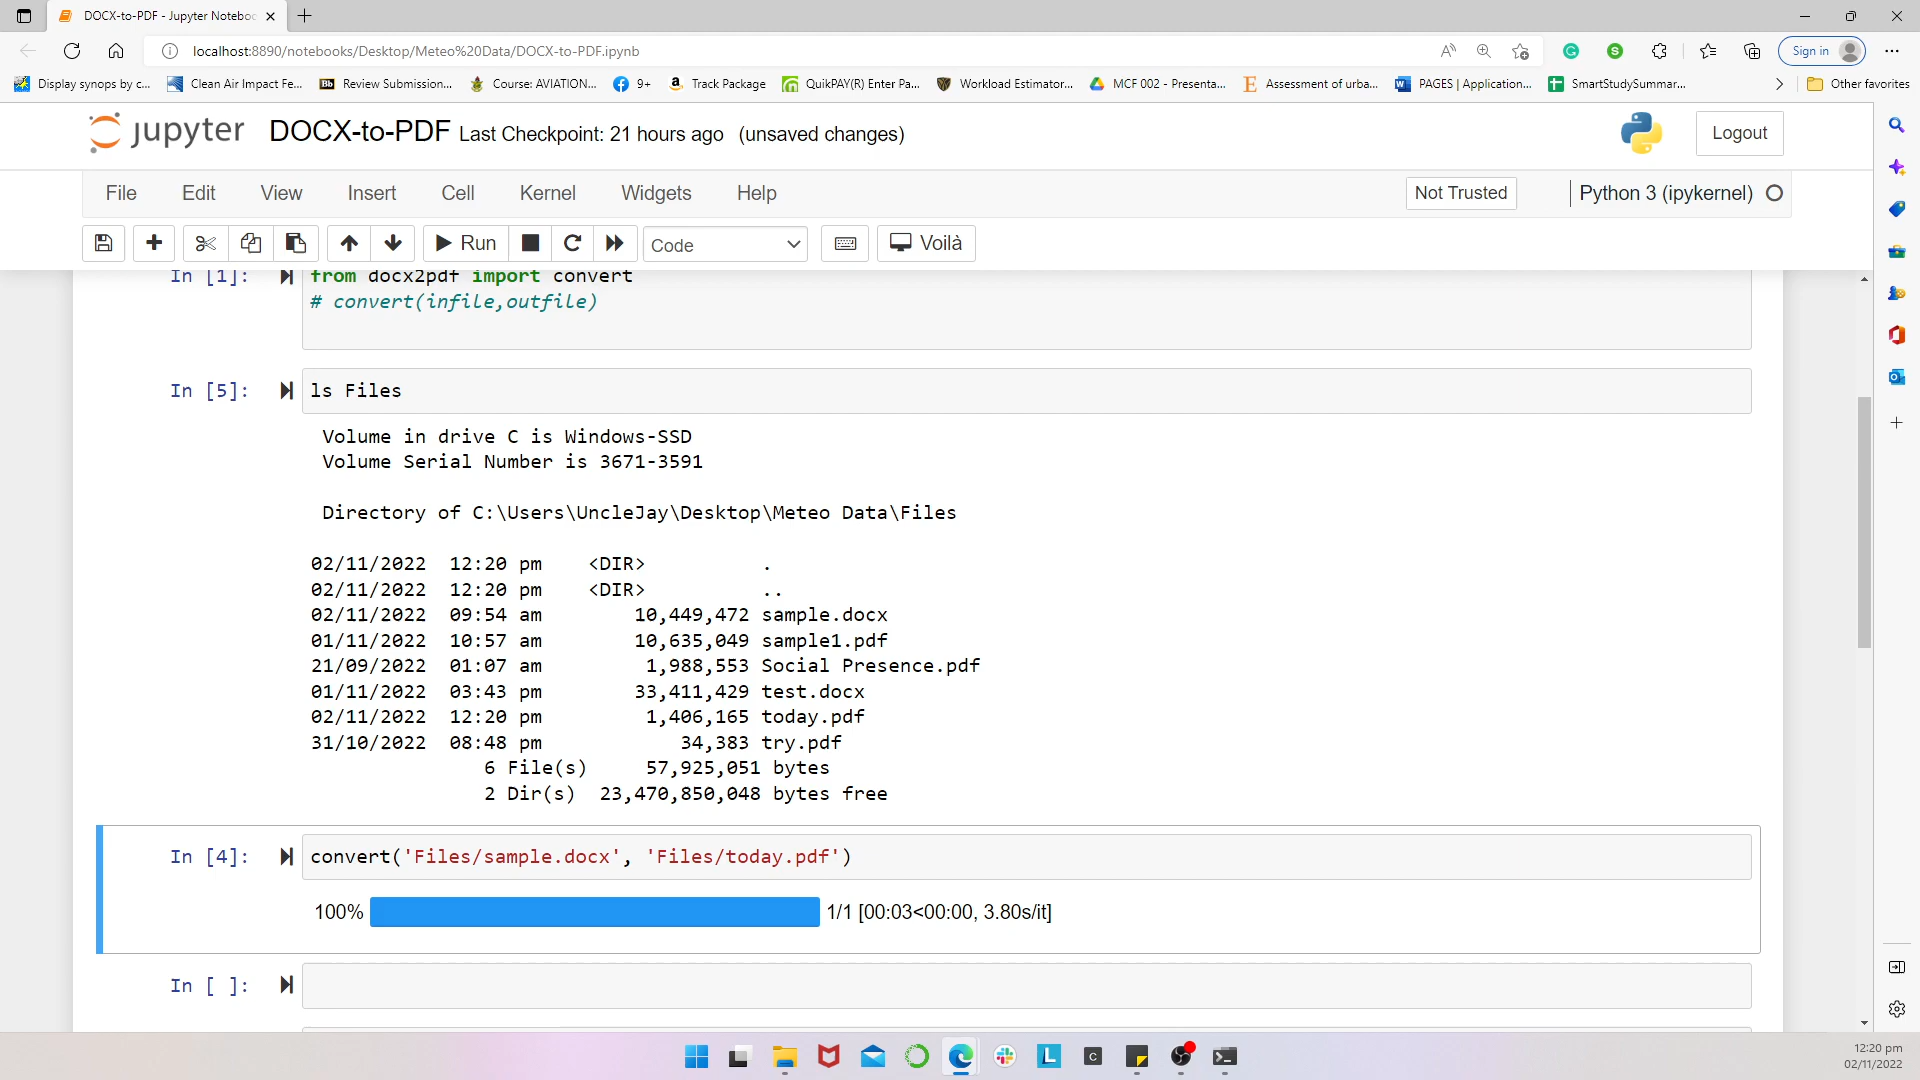 DOCX-to-PDF - Jupyter Noteboo
localhost:8890/notebooks/Desktop/Meteo%20Data/DOCX-to-PDF.ipynb
Sign in
Display synops by c...
Clean Air Impact Fe...
Bb Review Submission...
Course: AVIATION...
9+
Track Package
QuikPAY(R) Enter Pa...
Workload Estimator...
MCF 002 - Presenta...
Assessment of urba...
PAGES | Application...
SmartStudySummar...
Other favorites
jupyter DOCX-to-PDF Last Checkpoint: 21 hours ago (unsaved changes)
Logout
File Edit View Insert Cell Kernel Widgets Help
Not Trusted
Python 3 (ipykernel)
Run
Code
Voilà
In [1]: from docx2pdf import convert
# convert(infile,outfile)
In [5]: ls Files
Volume in drive C is Windows-SSD
Volume Serial Number is 3671-3591
Directory of C:\Users\UncleJay\Desktop\Meteo Data\Files
02/11/2022 12:20 pm <DIR> .
02/11/2022 12:20 pm <DIR> ..
02/11/2022 09:54 am 10,449,472 sample.docx
01/11/2022 10:57 am 10,635,049 sample1.pdf
21/09/2022 01:07 am 1,988,553 Social Presence.pdf
01/11/2022 03:43 pm 33,411,429 test.docx
02/11/2022 12:20 pm 1,406,165 today.pdf
31/10/2022 08:48 pm 34,383 try.pdf
6 File(s) 57,925,051 bytes
2 Dir(s) 23,470,850,048 bytes free
In [4]: convert('Files/sample.docx', 'Files/today.pdf')
100% 1/1 [00:03<00:00, 3.80s/it]
In [ ]:
12:20 pm
02/11/2022